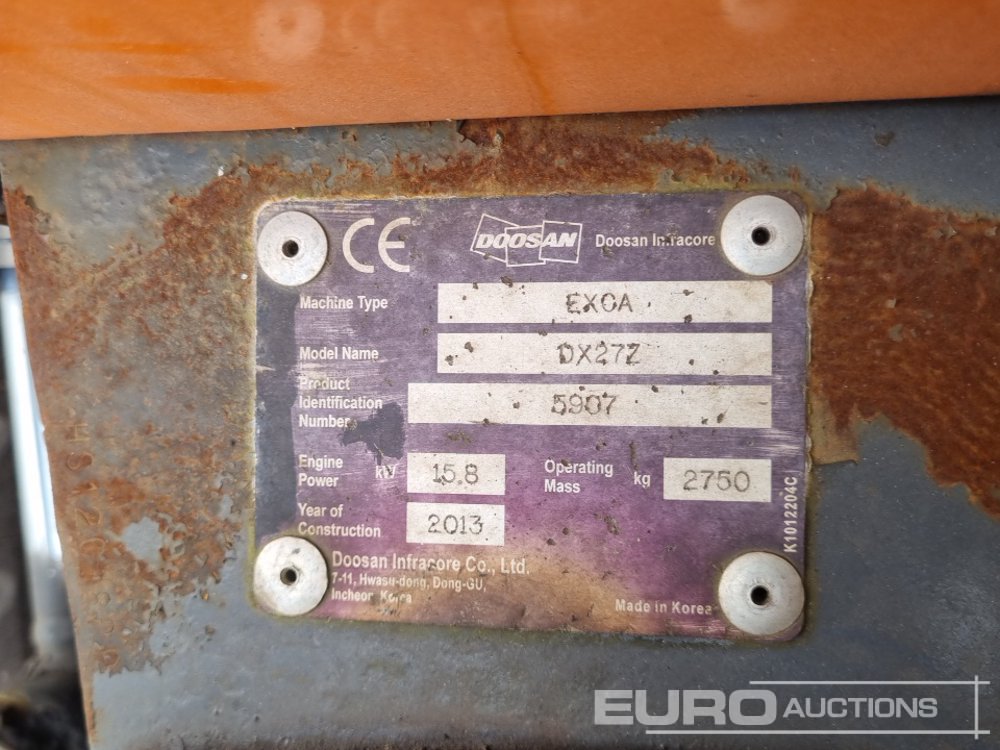 CE DOOSAN Doosan Infracore
Machine Type EXCA
Model Name DX27Z
Product Identification Number 5907
Engine Power kW 15.8 Operating Mass kg 2750
Year of Construction 2013
K1012204C
Doosan Infracore Co., Ltd.
7-11, Hwasu-dong, Dong-GU,
Incheon, Korea
Made in Korea
EURO AUCTIONS